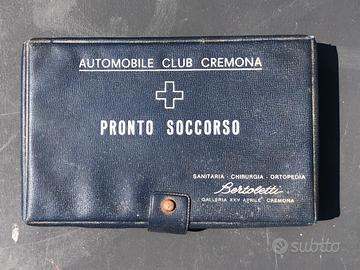 AUTOMOBILE CLUB CREMONA
PRONTO SOCCORSO
SANITARIA - CHIRURGIA - ORTOPEDIA
Bertoletti
GALLERIA XXV APRILE CREMONA
subito